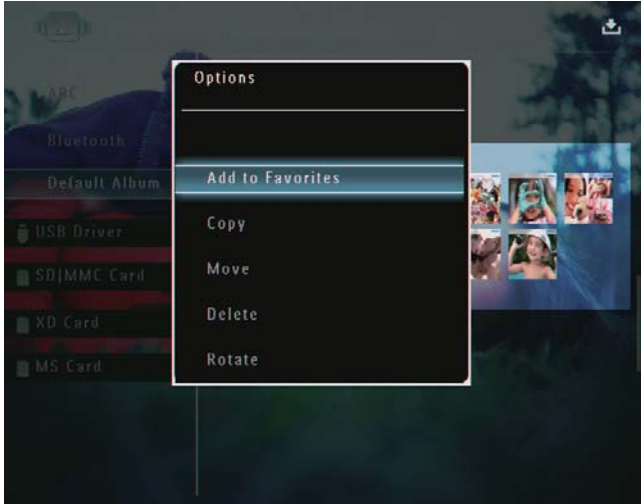 Options
Add to Favorites
Copy
Move
Delete
Rotate
ABC
Bluetooth
Default Album
USB Driver
SD|MMC Card
XD Card
MS Card